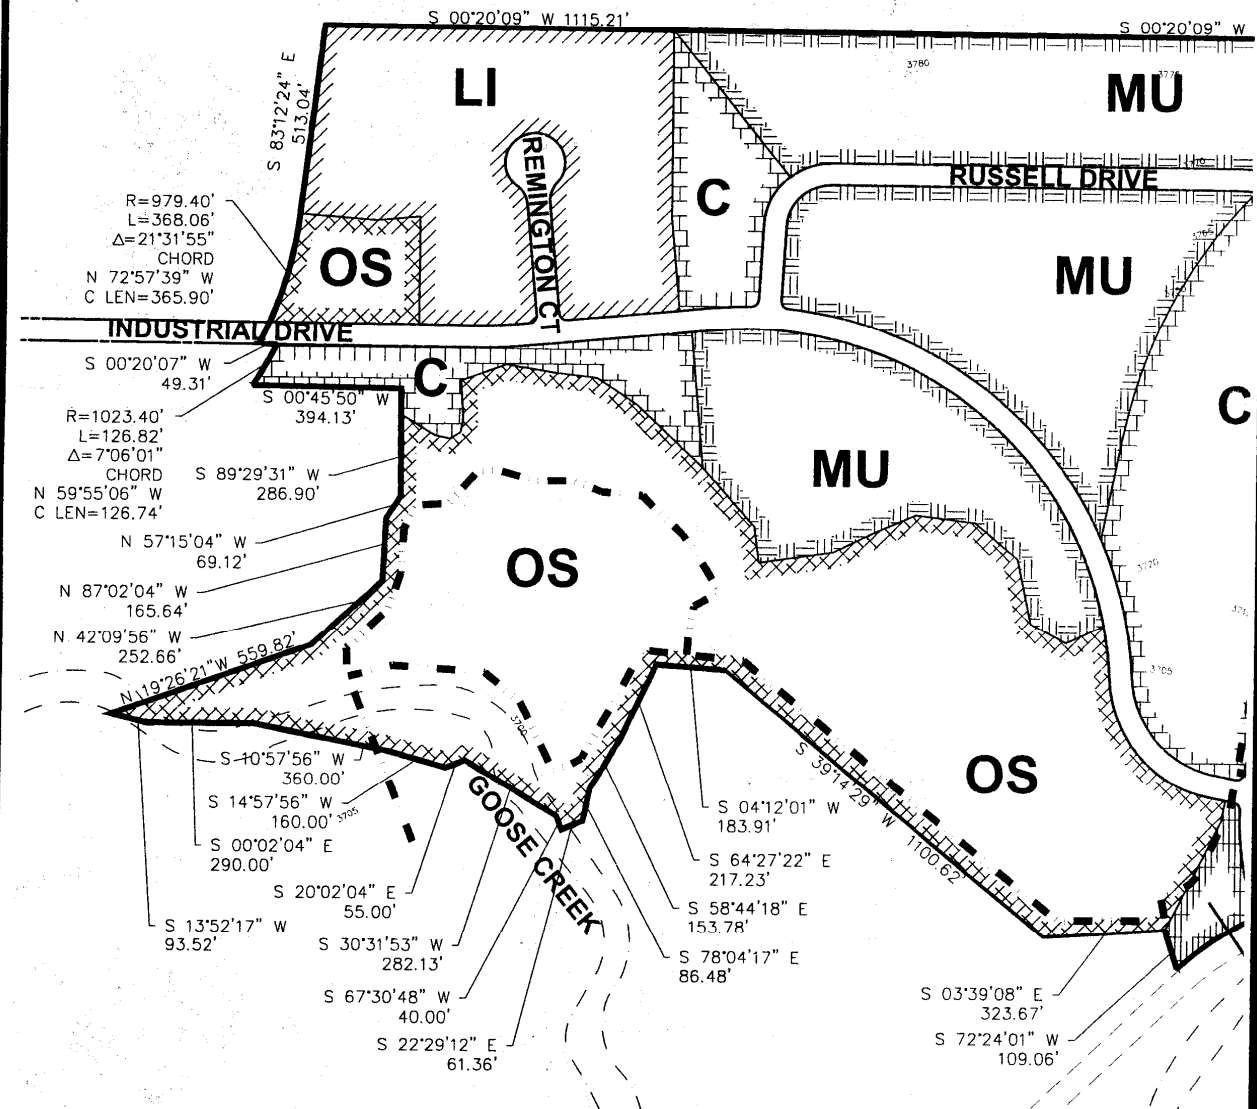 S 00°20'09" W 1115.21'
S 00°20'09" W
S 83°12'24" E
513.04'
LI
3780
MU
REMINGTON CT
RUSSELL DRIVE
C
R=979.40'
L=368.06'
Δ=21°31'55"
CHORD
N 72°57'39" W
C LEN=365.90'
OS
MU
INDUSTRIAL DRIVE
S 00°20'07" W
49.31'
C
S 00°45'50" W
394.13'
C
R=1023.40'
L=126.82'
Δ=7°06'01"
CHORD
N 59°55'06" W
C LEN=126.74'
S 89°29'31" W
286.90'
MU
N 57°15'04" W
69.12'
OS
3720
N 87°02'04" W
165.64'
N 42°09'56" W
252.66'
N 19°26'21"W 559.82'
3705
3700
S 10°57'56" W
360.00'
S 14°57'56" W
160.00'
3705
S 00°02'04" E
290.00'
S 20°02'04" E
55.00'
S 13°52'17" W
93.52'
S 30°31'53" W
282.13'
S 67°30'48" W
40.00'
S 22°29'12" E
61.36'
GOOSE CREEK
OS
S 39°14'29" W 1100.62'
S 04°12'01" W
183.91'
S 64°27'22" E
217.23'
S 58°44'18" E
153.78'
S 78°04'17" E
86.48'
S 03°39'08" E
323.67'
S 72°24'01" W
109.06'